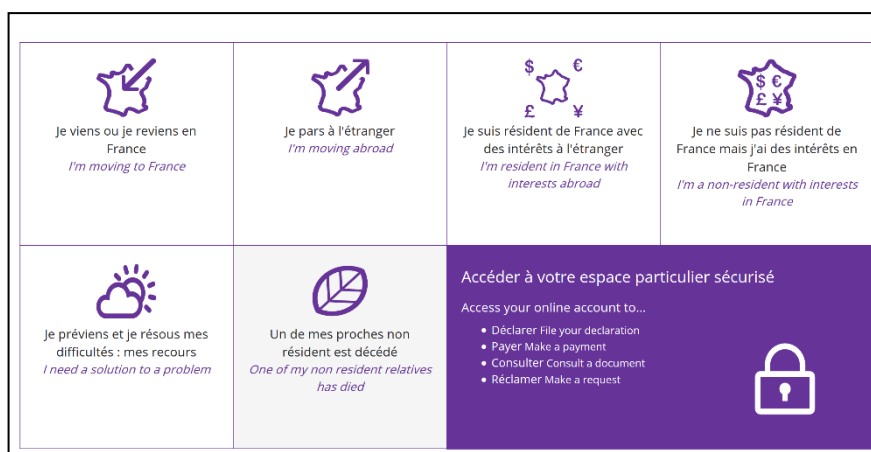 $ €
£ ¥
$ €
£ ¥
Je viens ou je reviens en
France
I'm moving to France
Je pars à l'étranger
I'm moving abroad
Je suis résident de France avec
des intérêts à l'étranger
I'm resident in France with
interests abroad
Je ne suis pas résident de
France mais j'ai des intérêts en
France
I'm a non-resident with interests
in France
Je préviens et je résous mes
difficultés : mes recours
I need a solution to a problem
Un de mes proches non
résident est décédé
One of my non resident relatives
has died
Accéder à votre espace particulier sécurisé
Access your online account to...
• Déclarer File your declaration
• Payer Make a payment
• Consulter Consult a document
• Réclamer Make a request